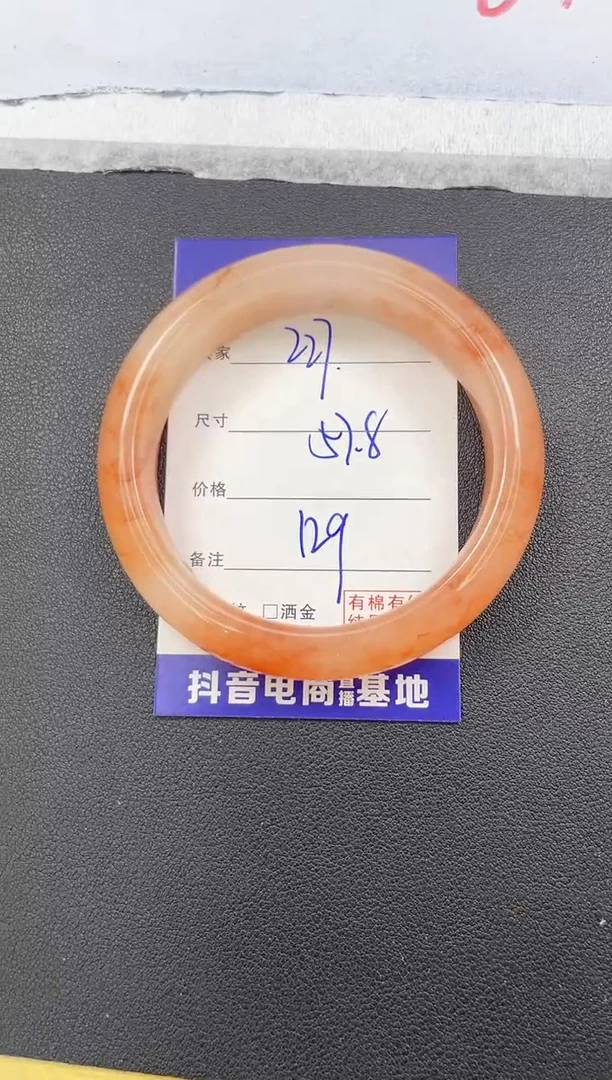 家 227.
尺寸 57.8
价格
备注 129
□洒金 有棉有
抖音电商直播基地